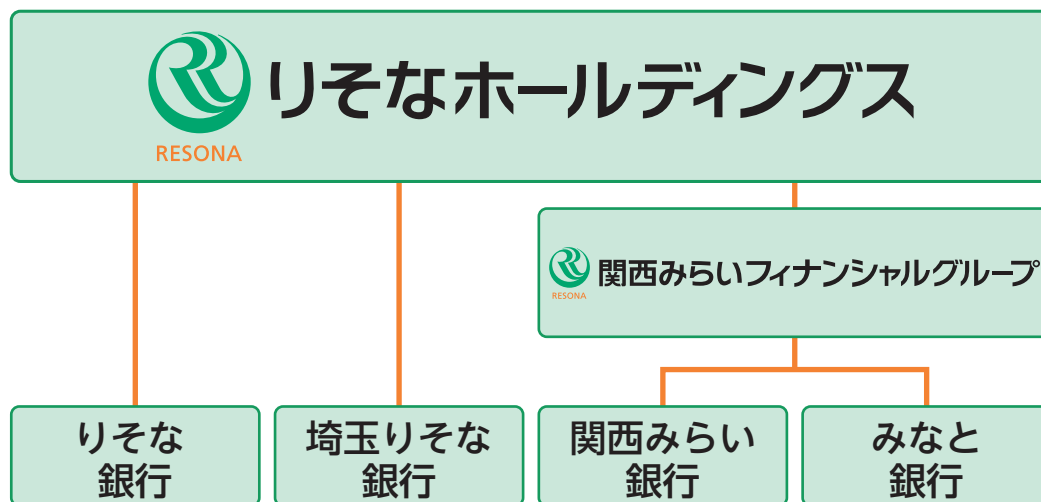 りそなホールディングス
RESONA
関西みらいフィナンシャルグループ
RESONA
りそな
銀行
埼玉りそな
銀行
関西みらい
銀行
みなと
銀行